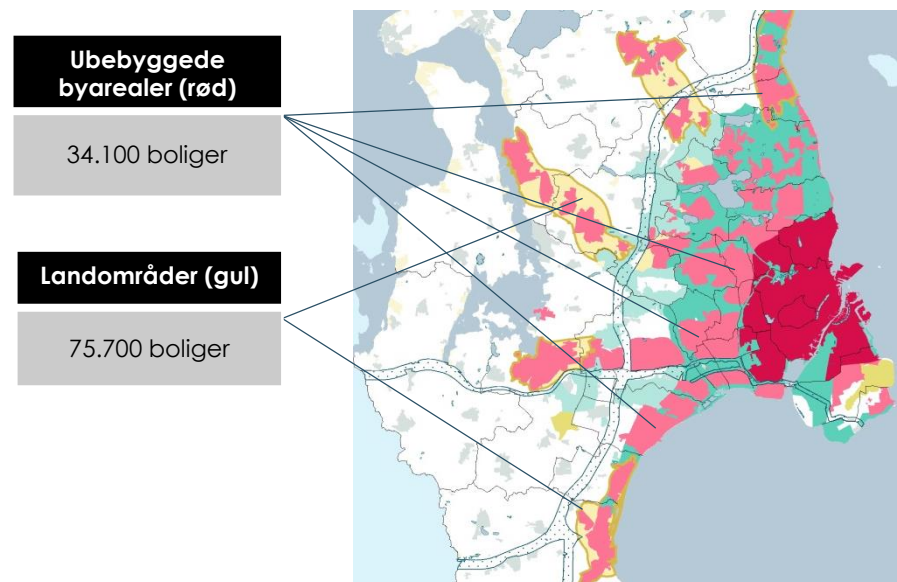 Ubebyggede
byarealer (rød)
34.100 boliger
Landområder (gul)
75.700 boliger